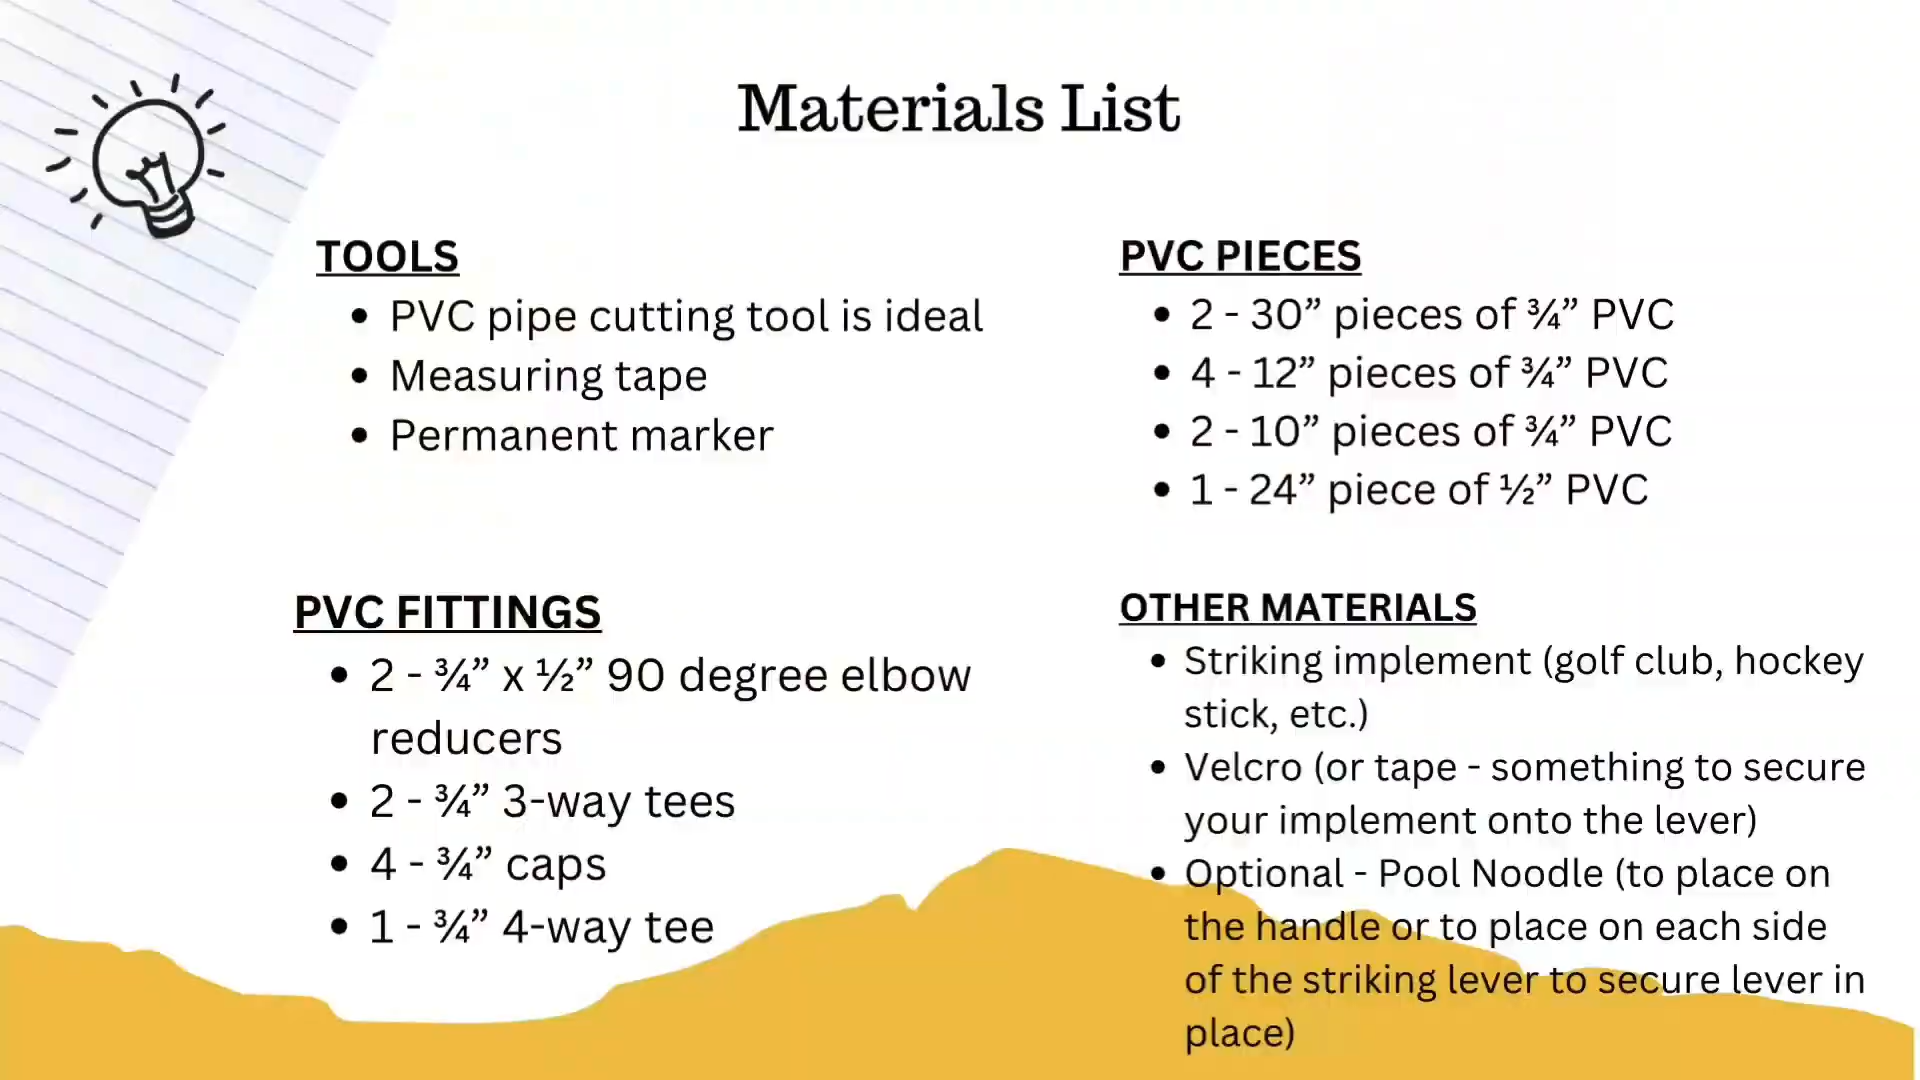 Materials List
TOOLS
• PVC pipe cutting tool is ideal
• Measuring tape
• Permanent marker
PVC PIECES
• 2 - 30” pieces of ¾” PVC
• 4 - 12” pieces of ¾” PVC
• 2 - 10” pieces of ¾” PVC
• 1 - 24” piece of ½” PVC
PVC FITTINGS
• 2 - ¾” x ½” 90 degree elbow
reducers
• 2 - ¾” 3-way tees
• 4 - ¾” caps
• 1 - ¾” 4-way tee
OTHER MATERIALS
• Striking implement (golf club, hockey
stick, etc.)
• Velcro (or tape - something to secure
your implement onto the lever)
• Optional - Pool Noodle (to place on
the handle or to place on each side
of the striking lever to secure lever in
place)